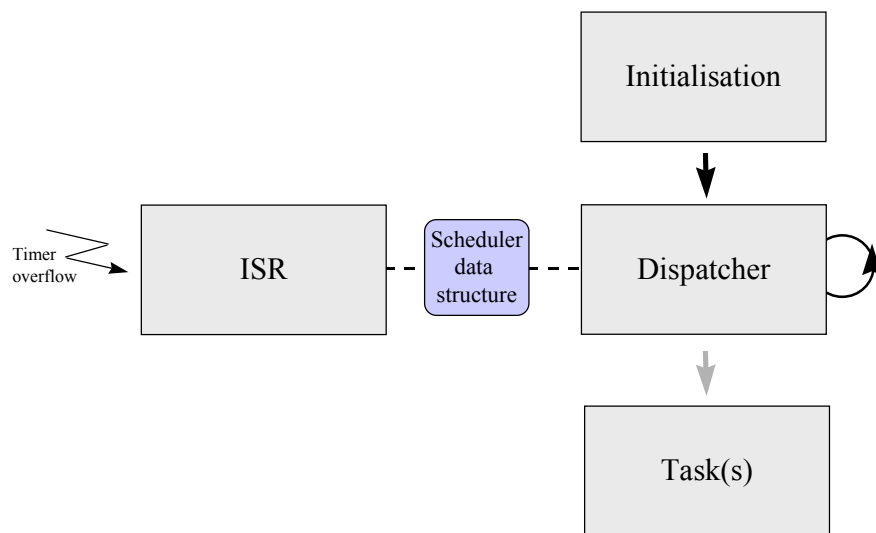 Initialisation
Timer
overflow
ISR
Scheduler
data
structure
Dispatcher
Task(s)